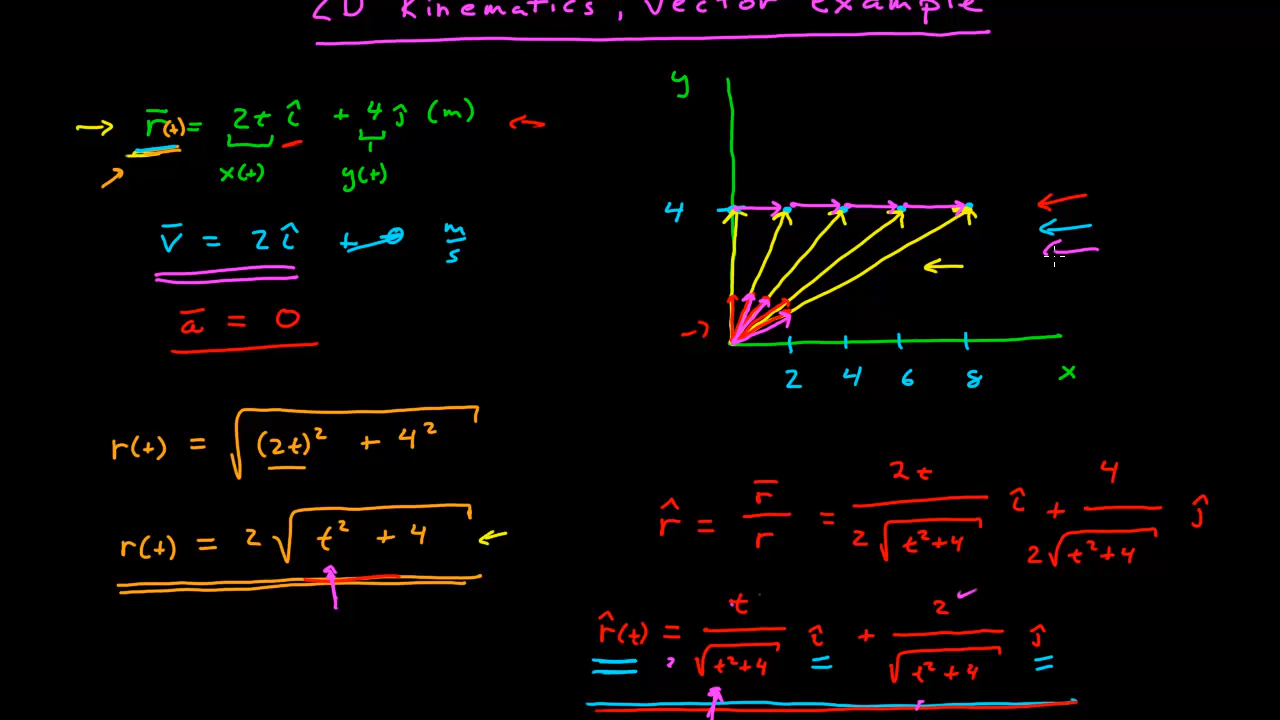 2D Kinematics, Vector example
r̅(t) = 2t î + 4 ĵ (m)
x(t) y(t)
v̅ = 2 î + 0 m/s
a̅ = 0
r(t) = √((2t)² + 4²)
r(t) = 2 √(t² + 4)
y
4
2 4 6 8
x
r̂ = r̅/r = 2t/(2√(t²+4)) î + 4/(2√(t²+4)) ĵ
r̂(t) = t/√(t²+4) î + 2/√(t²+4) ĵ